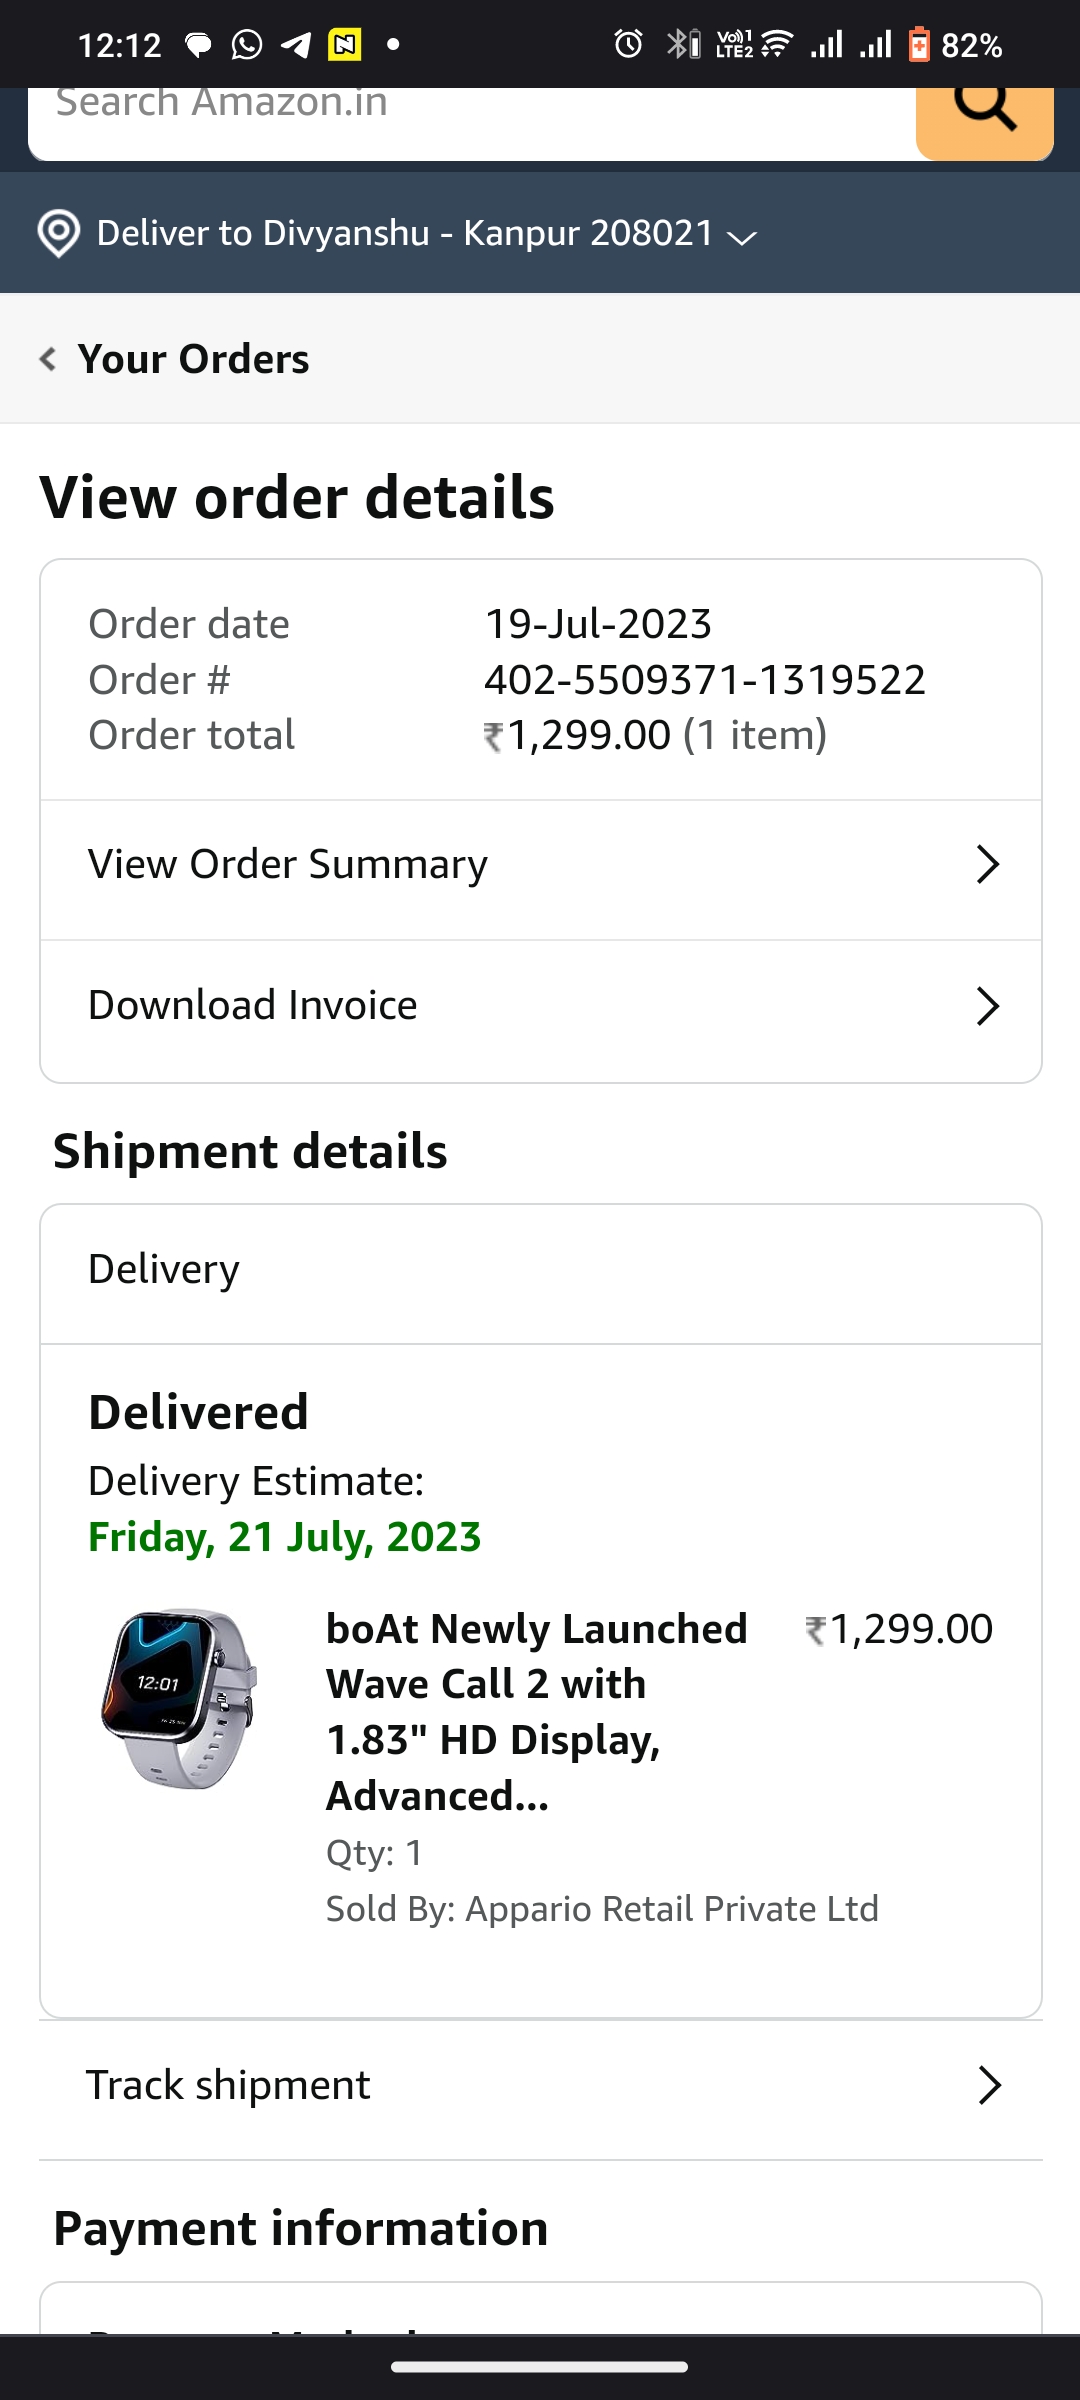 12:12 Vo)) 1 LTE2 82%
Search Amazon.in
Deliver to Divyanshu - Kanpur 208021
Your Orders
View order details
Order date 19-Jul-2023
Order # 402-5509371-1319522
Order total ₹1,299.00 (1 item)
View Order Summary
Download Invoice
Shipment details
Delivery
Delivered
Delivery Estimate:
Friday, 21 July, 2023
12:01
boAt Newly Launched ₹1,299.00
Wave Call 2 with
1.83" HD Display,
Advanced...
Qty: 1
Sold By: Appario Retail Private Ltd
Track shipment
Payment information